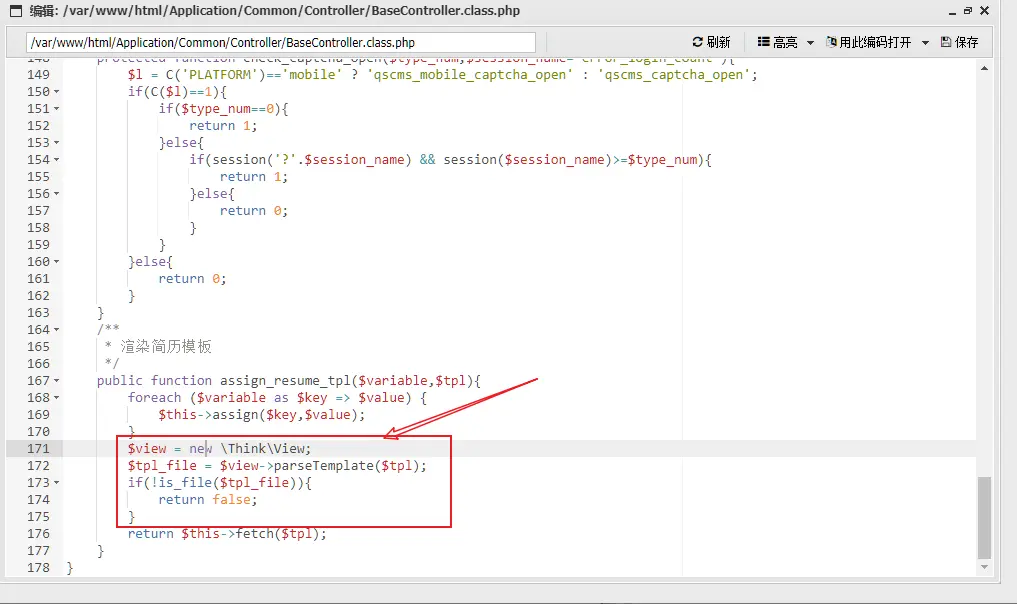 编辑: /var/www/html/Application/Common/Controller/BaseController.class.php
/var/www/html/Application/Common/Controller/BaseController.class.php 刷新 高亮 用此编码打开 保存
148 protected function check_captcha_open($type_num,$session_name='error_login_count'){
149 $l = C('PLATFORM')=='mobile' ? 'qscms_mobile_captcha_open' : 'qscms_captcha_open';
150 if(C($l)==1){
151 if($type_num==0){
152 return 1;
153 }else{
154 if(session('?'.$session_name) && session($session_name)>=$type_num){
155 return 1;
156 }else{
157 return 0;
158 }
159 }
160 }else{
161 return 0;
162 }
163 }
164 /**
165 * 渲染简历模板
166 */
167 public function assign_resume_tpl($variable,$tpl){
168 foreach ($variable as $key => $value) {
169 $this->assign($key,$value);
170 }
171 $view = new \Think\View;
172 $tpl_file = $view->parseTemplate($tpl);
173 if(!is_file($tpl_file)){
174 return false;
175 }
176 return $this->fetch($tpl);
177 }
178 }